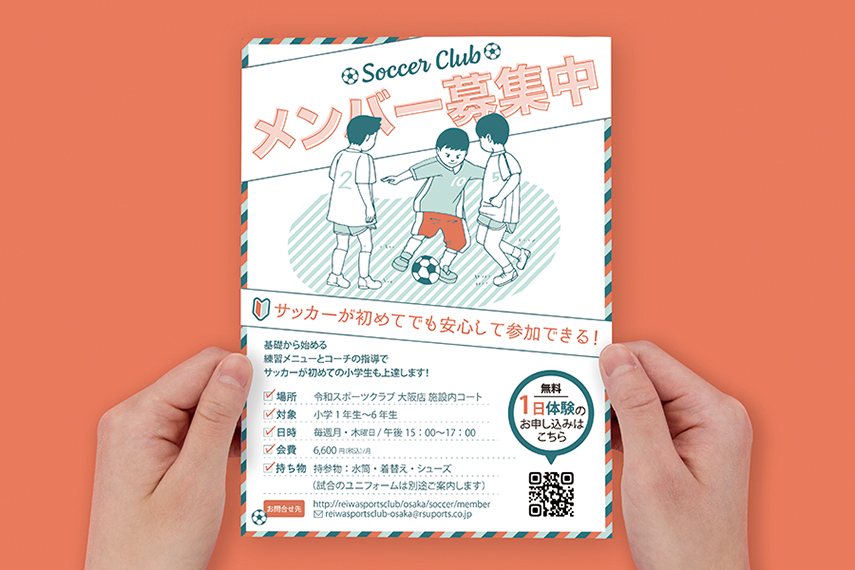 Soccer Club
メンバー募集中
2
10
5
サッカーが初めてでも安心して参加できる!
基礎から始める
練習メニューとコーチの指導で
サッカーが初めての小学生も上達します!
場所 令和スポーツクラブ 大阪店 施設内コート
対象 小学1年生〜6年生
日時 毎週月・木曜日 / 午後 15:00〜17:00
会費 6,600 円(税込)/月
持ち物 持参物:水筒・着替え・シューズ
(試合のユニフォームは別途ご案内します)
無料
1日体験の
お申し込みは
こちら
お問合せ先
http://reiwasportsclub/osaka/soccer/member
reiwasportsclub-osaka@rsuports.co.jp